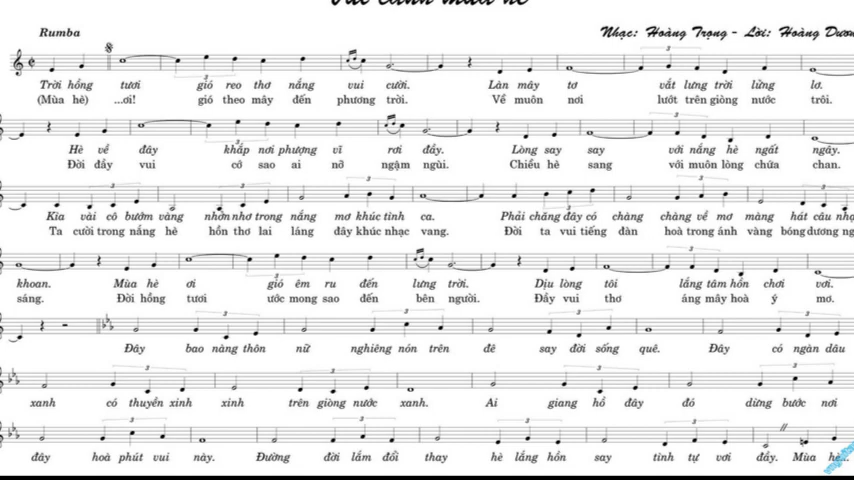 Rumba
Nhạc: Hoàng Trọng - Lời: Hoàng Dươn
Trời hồng tươi gió reo thơ nắng vui cười. Làn mây tơ vắt lưng trời lửng lơ.
(Mùa hè) ...ơi! gió theo mây đến phương trời. Về muôn nơi lướt trên giòng nước trôi.
Hè về đây khắp nơi phượng vĩ rơi đầy. Lòng say say với nắng hè ngất ngây.
Đời đầy vui cớ sao ai nỡ ngậm ngùi. Chiều hè sang với muôn lòng chứa chan.
Kìa vài cô bướm vàng nhởn nhơ trong nắng mơ khúc tình ca. Phải chăng đây có chàng chàng về mơ màng hát câu nhạ
Ta cười trong nắng hè hồn thơ lai láng đây khúc nhạc vang. Đời ta vui tiếng đàn hoà trong ánh vàng bóng dương ng
khoan. Mùa hè ơi gió êm ru đến lưng trời. Dịu lòng tôi lắng tâm hồn chơi vơi.
sáng. Đời hồng tươi ước mong sao đến bên người. Đầy vui thơ áng mây hoà ý mơ.
Đây bao nàng thôn nữ nghiêng nón trên đê say đời sống quê. Đây có ngàn dâu
xanh có thuyền xinh xinh trên giòng nước xanh. Ai giang hồ đây đó dừng bước nơi
đây hoà phút vui này. Đường đời lắm đổi thay hè lắng hồn say tình tự với đầy. Mùa hè...